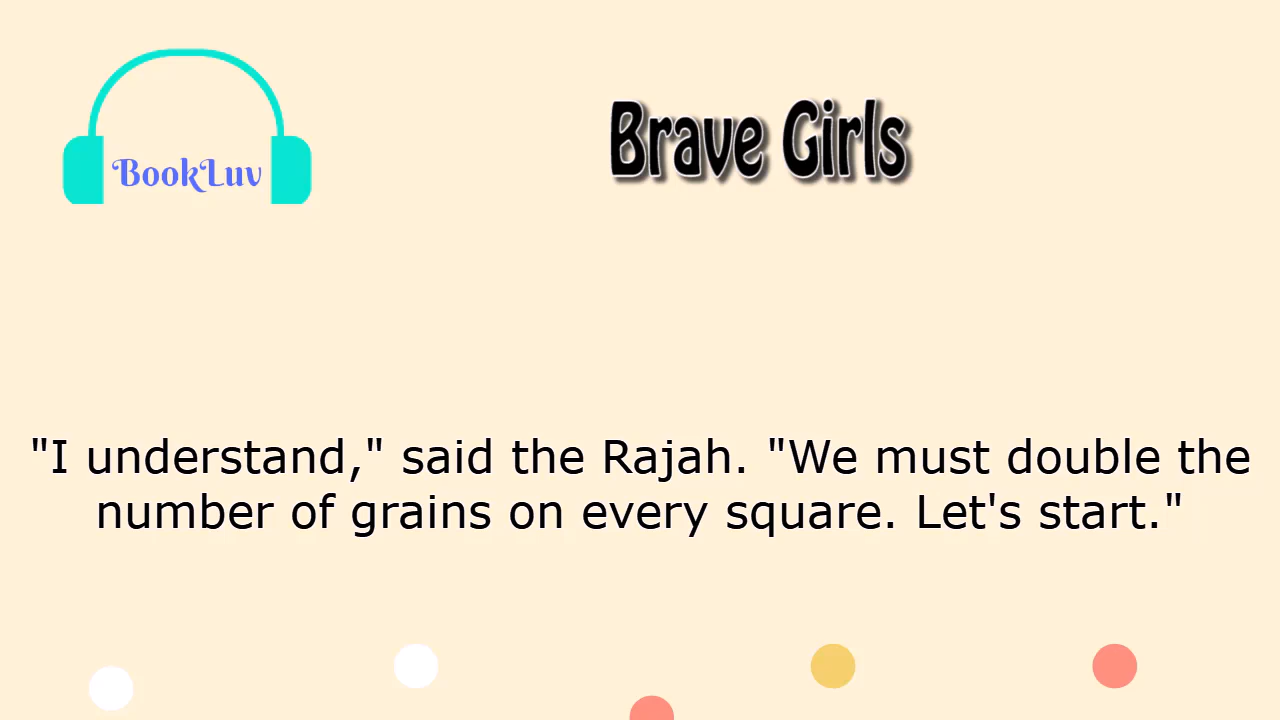 BookLuv
Brave Girls
"I understand," said the Rajah. "We must double the
number of grains on every square. Let's start."